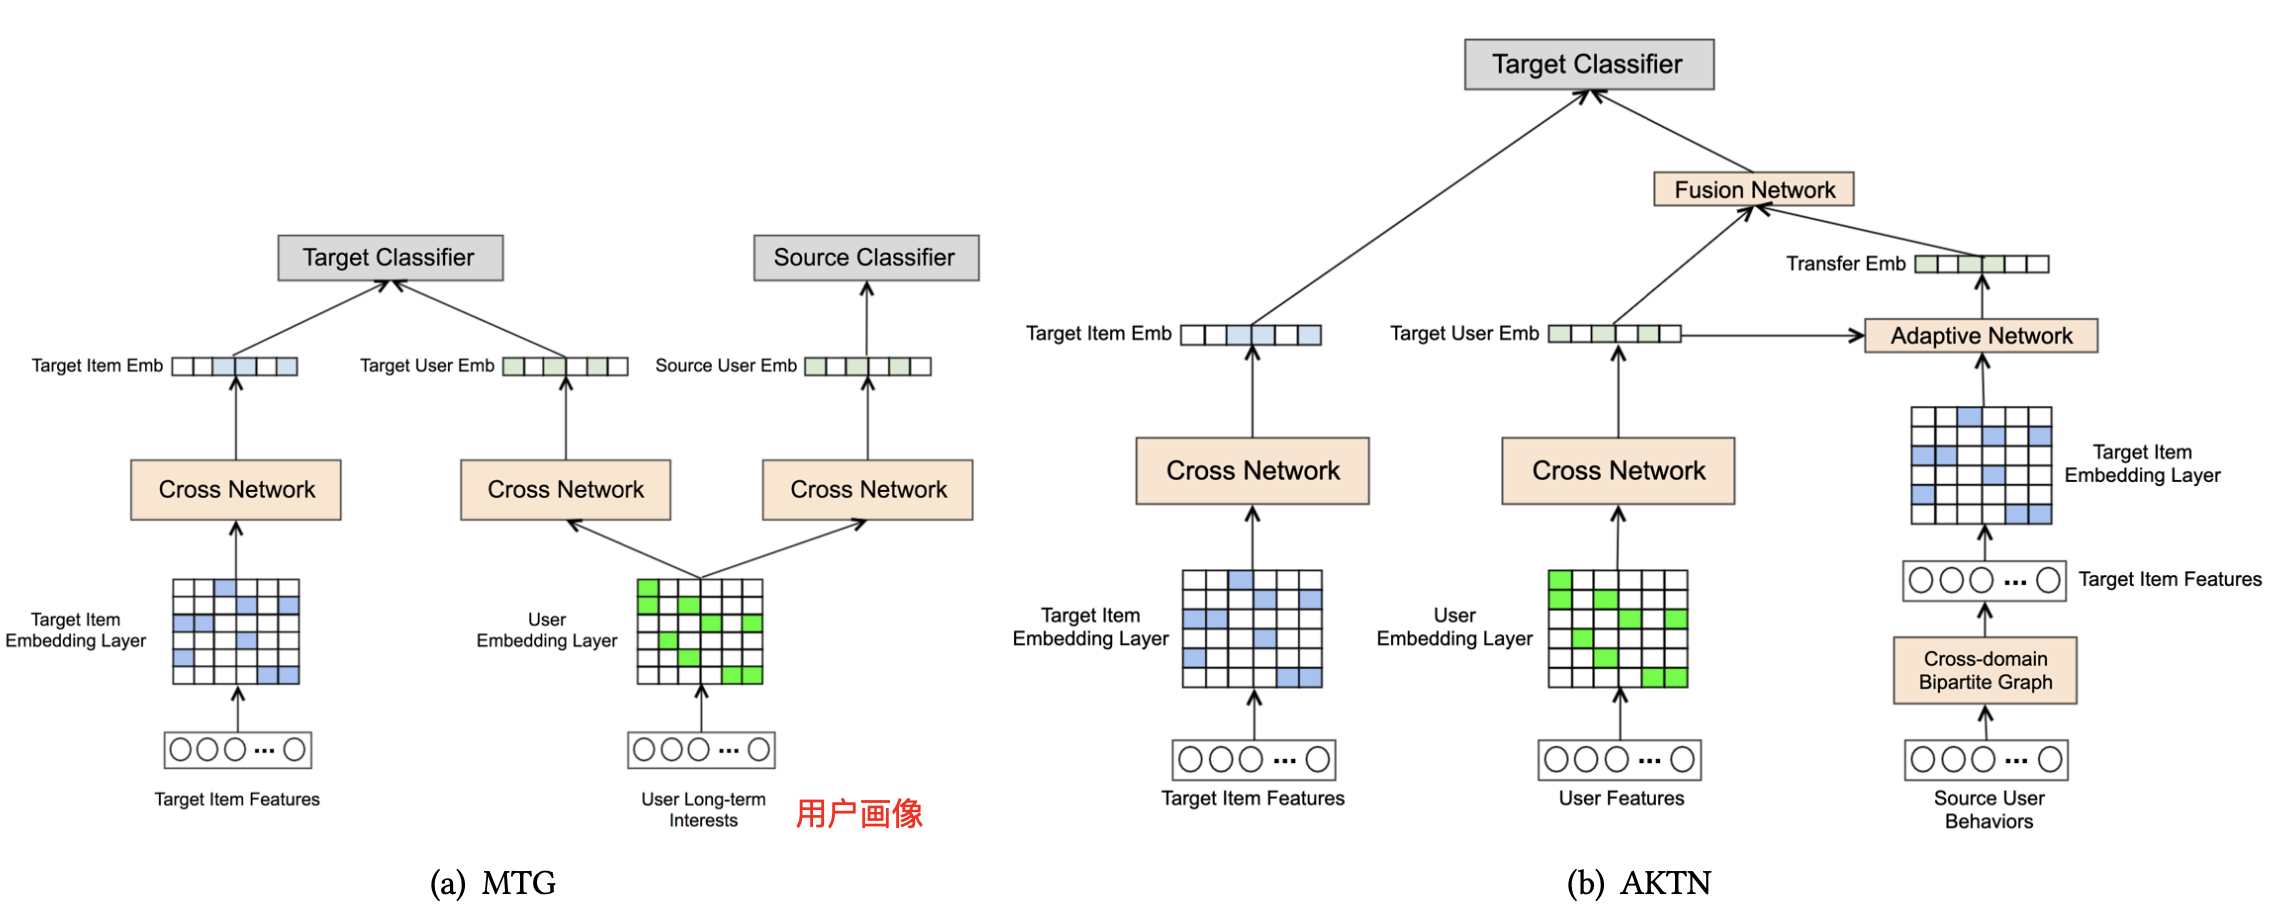 Target Classifier
Source Classifier
Target Item Emb
Target User Emb
Source User Emb
Cross Network
Cross Network
Cross Network
Target Item
Embedding Layer
User
Embedding Layer
...
...
Target Item Features
User Long-term
Interests
用户画像
(a) MTG
Target Classifier
Fusion Network
Transfer Emb
Target Item Emb
Target User Emb
Adaptive Network
Cross Network
Cross Network
Target Item
Embedding Layer
Target Item
Embedding Layer
User
Embedding Layer
...
Target Item Features
Cross-domain
Bipartite Graph
...
...
...
Target Item Features
User Features
Source User
Behaviors
(b) AKTN